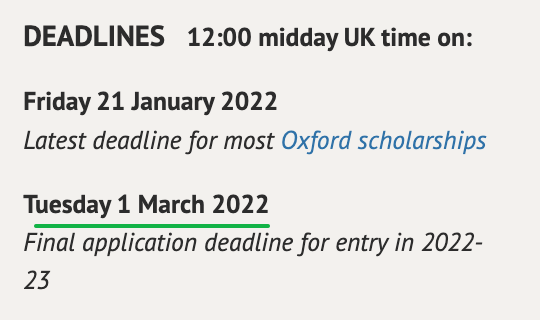 DEADLINES 12:00 midday UK time on:
Friday 21 January 2022
Latest deadline for most Oxford scholarships
Tuesday 1 March 2022
Final application deadline for entry in 2022-
23